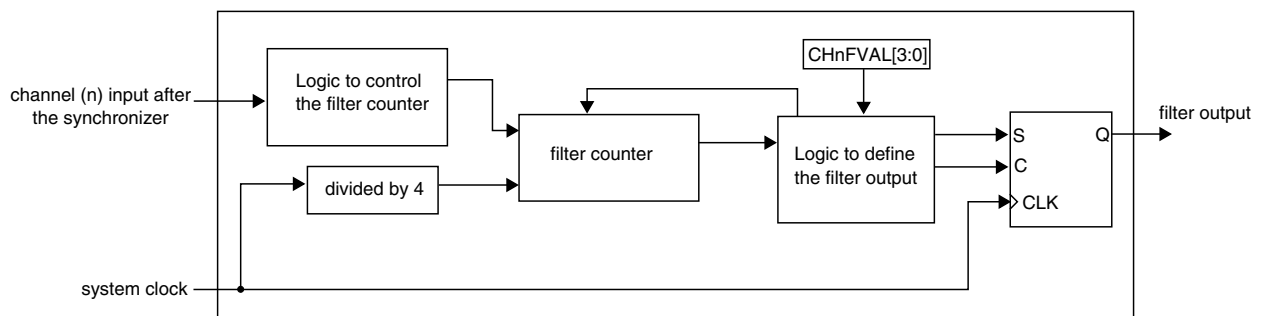 CHnFVAL[3:0]
Logic to control
the filter counter
channel (n) input after
the synchronizer
filter output
S
Q
filter counter
Logic to define
the filter output
C
divided by 4
CLK
system clock